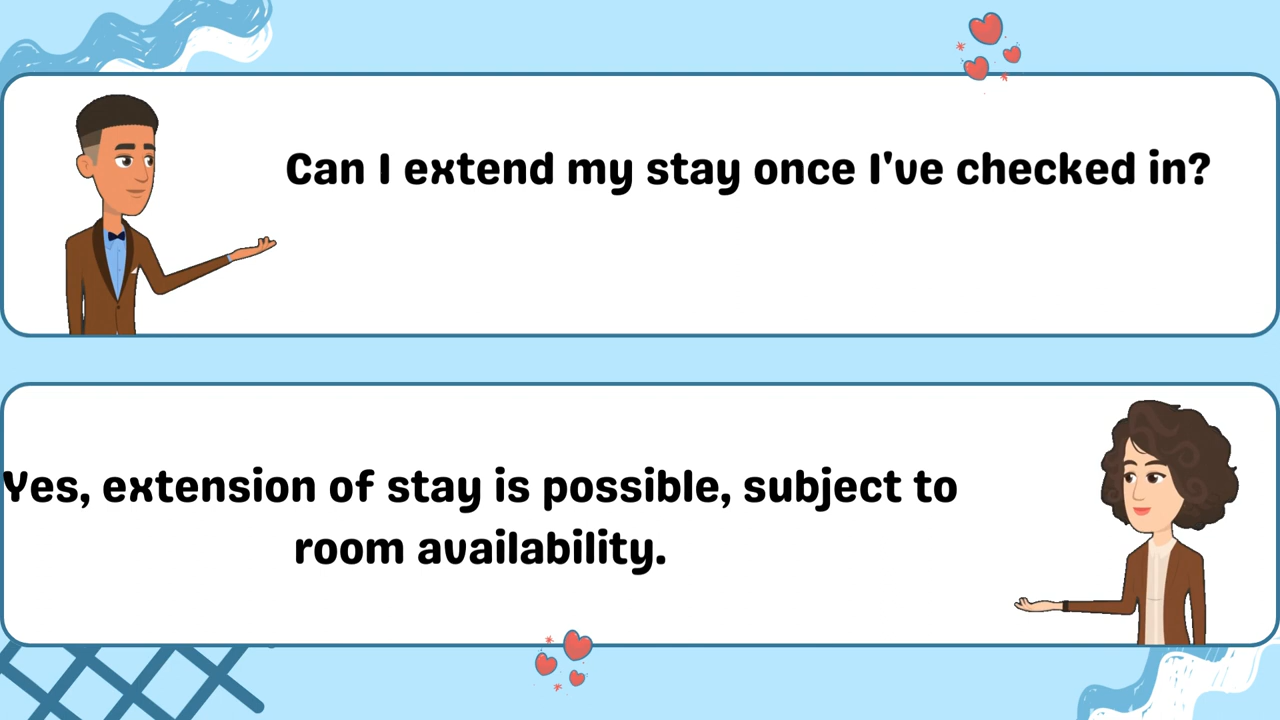 Can I extend my stay once I've checked in?
Yes, extension of stay is possible, subject to
room availability.